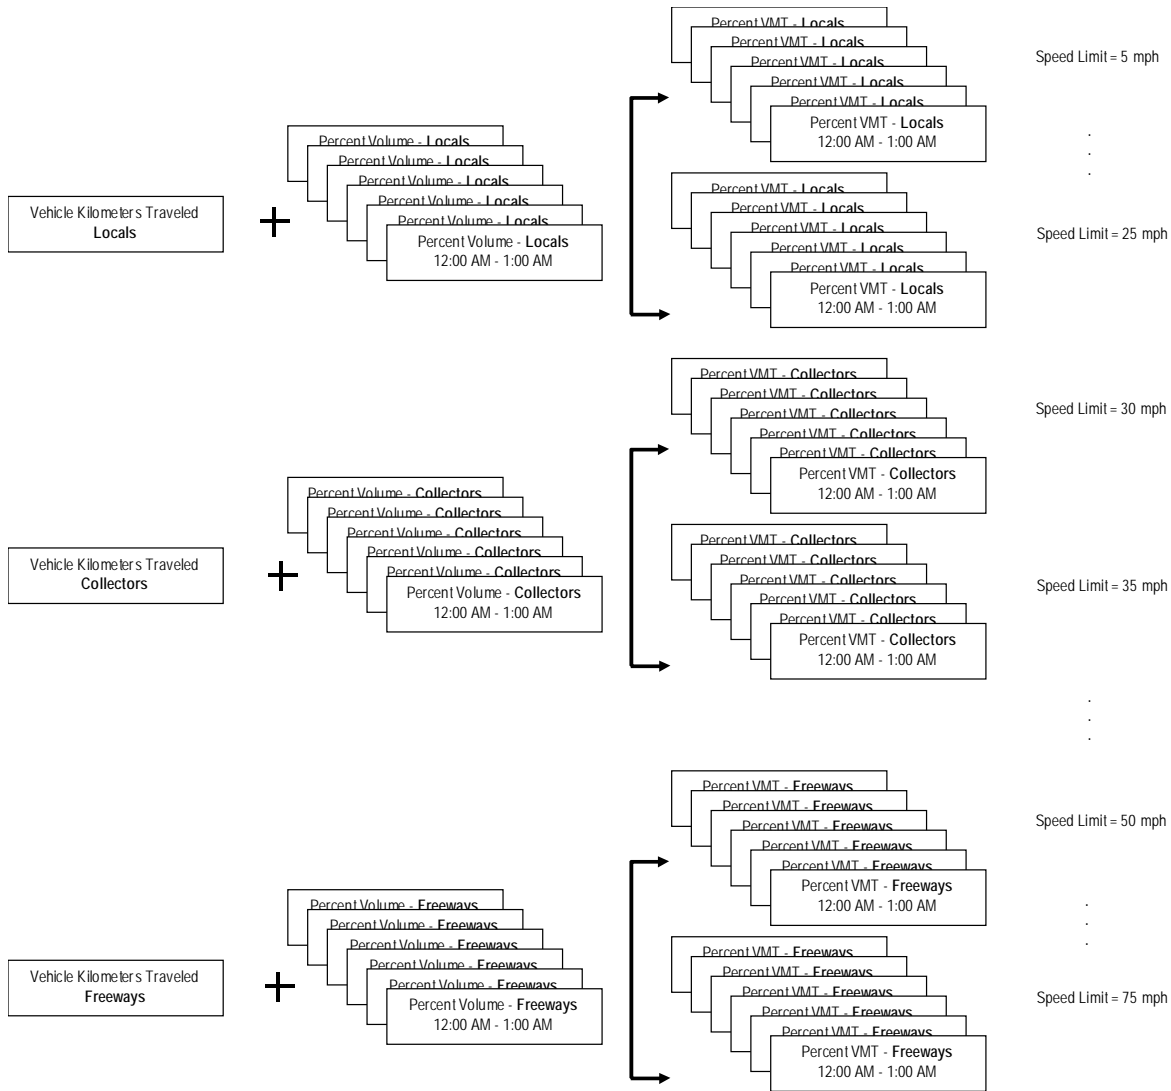 Percent VMT - Locals
Percent VMT - Locals
Percent VMT - Locals
Percent VMT - Locals
Percent VMT - Locals
Percent VMT - Locals
12:00 AM - 1:00 AM
Speed Limit = 5 mph
.
.
.
Vehicle Kilometers Traveled
Locals
+
Percent Volume - Locals
Percent Volume - Locals
Percent Volume - Locals
Percent Volume - Locals
Percent Volume - Locals
Percent Volume - Locals
12:00 AM - 1:00 AM
Percent VMT - Locals
Percent VMT - Locals
Percent VMT - Locals
Percent VMT - Locals
Percent VMT - Locals
Percent VMT - Locals
12:00 AM - 1:00 AM
Speed Limit = 25 mph
Percent VMT - Collectors
Percent VMT - Collectors
Percent VMT - Collectors
Percent VMT - Collectors
Percent VMT - Collectors
Percent VMT - Collectors
12:00 AM - 1:00 AM
Speed Limit = 30 mph
Vehicle Kilometers Traveled
Collectors
+
Percent Volume - Collectors
Percent Volume - Collectors
Percent Volume - Collectors
Percent Volume - Collectors
Percent Volume - Collectors
Percent Volume - Collectors
12:00 AM - 1:00 AM
Percent VMT - Collectors
Percent VMT - Collectors
Percent VMT - Collectors
Percent VMT - Collectors
Percent VMT - Collectors
Percent VMT - Collectors
12:00 AM - 1:00 AM
Speed Limit = 35 mph
.
.
.
Percent VMT - Freeways
Percent VMT - Freeways
Percent VMT - Freeways
Percent VMT - Freeways
Percent VMT - Freeways
Percent VMT - Freeways
12:00 AM - 1:00 AM
Speed Limit = 50 mph
.
.
.
Vehicle Kilometers Traveled
Freeways
+
Percent Volume - Freeways
Percent Volume - Freeways
Percent Volume - Freeways
Percent Volume - Freeways
Percent Volume - Freeways
Percent Volume - Freeways
12:00 AM - 1:00 AM
Percent VMT - Freeways
Percent VMT - Freeways
Percent VMT - Freeways
Percent VMT - Freeways
Percent VMT - Freeways
Percent VMT - Freeways
12:00 AM - 1:00 AM
Speed Limit = 75 mph